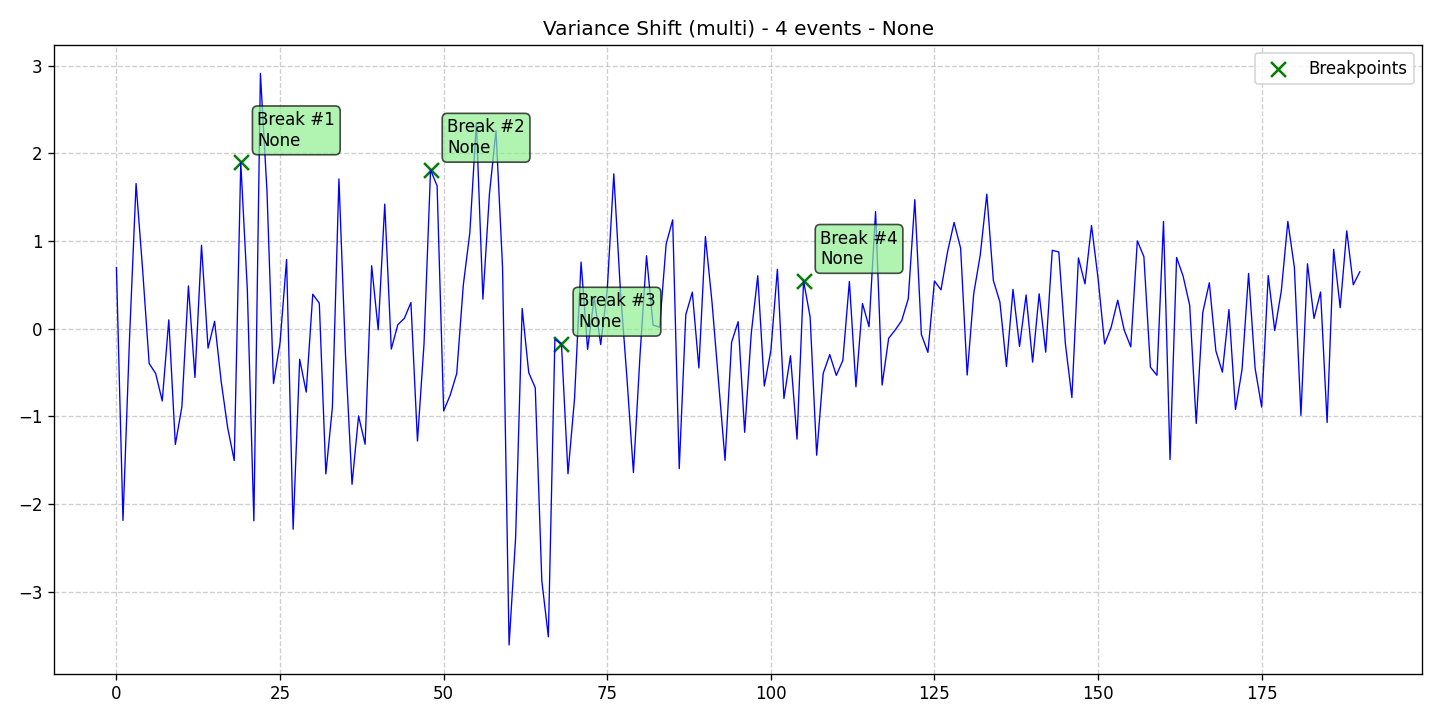 Variance Shift (multi) - 4 events - None
Breakpoints
Break #1
None
Break #2
None
Break #3
None
Break #4
None
3
2
1
0
−1
−2
−3
0
25
50
75
100
125
150
175